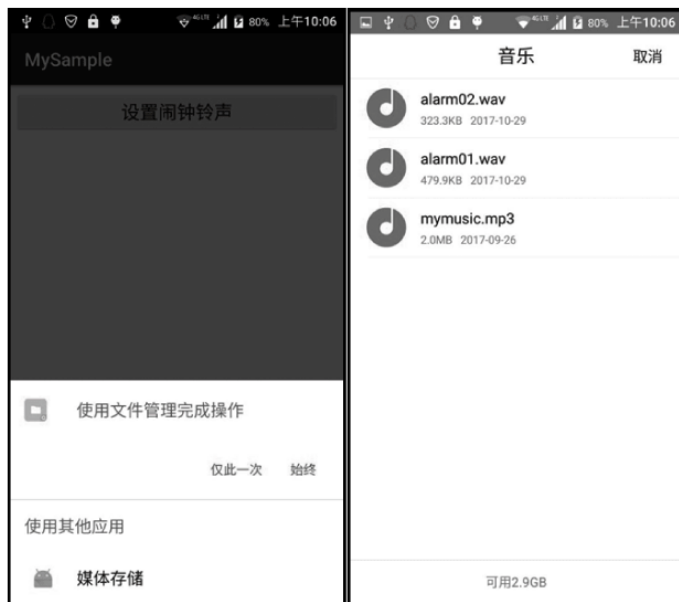 80% 上午10:06
MySample
设置闹钟铃声
使用文件管理完成操作
仅此一次 始终
使用其他应用
媒体存储
4G LTE 80% 上午10:06
音乐 取消
alarm02.wav
323.3KB 2017-10-29
alarm01.wav
479.9KB 2017-10-29
mymusic.mp3
2.0MB 2017-09-26
可用2.9GB